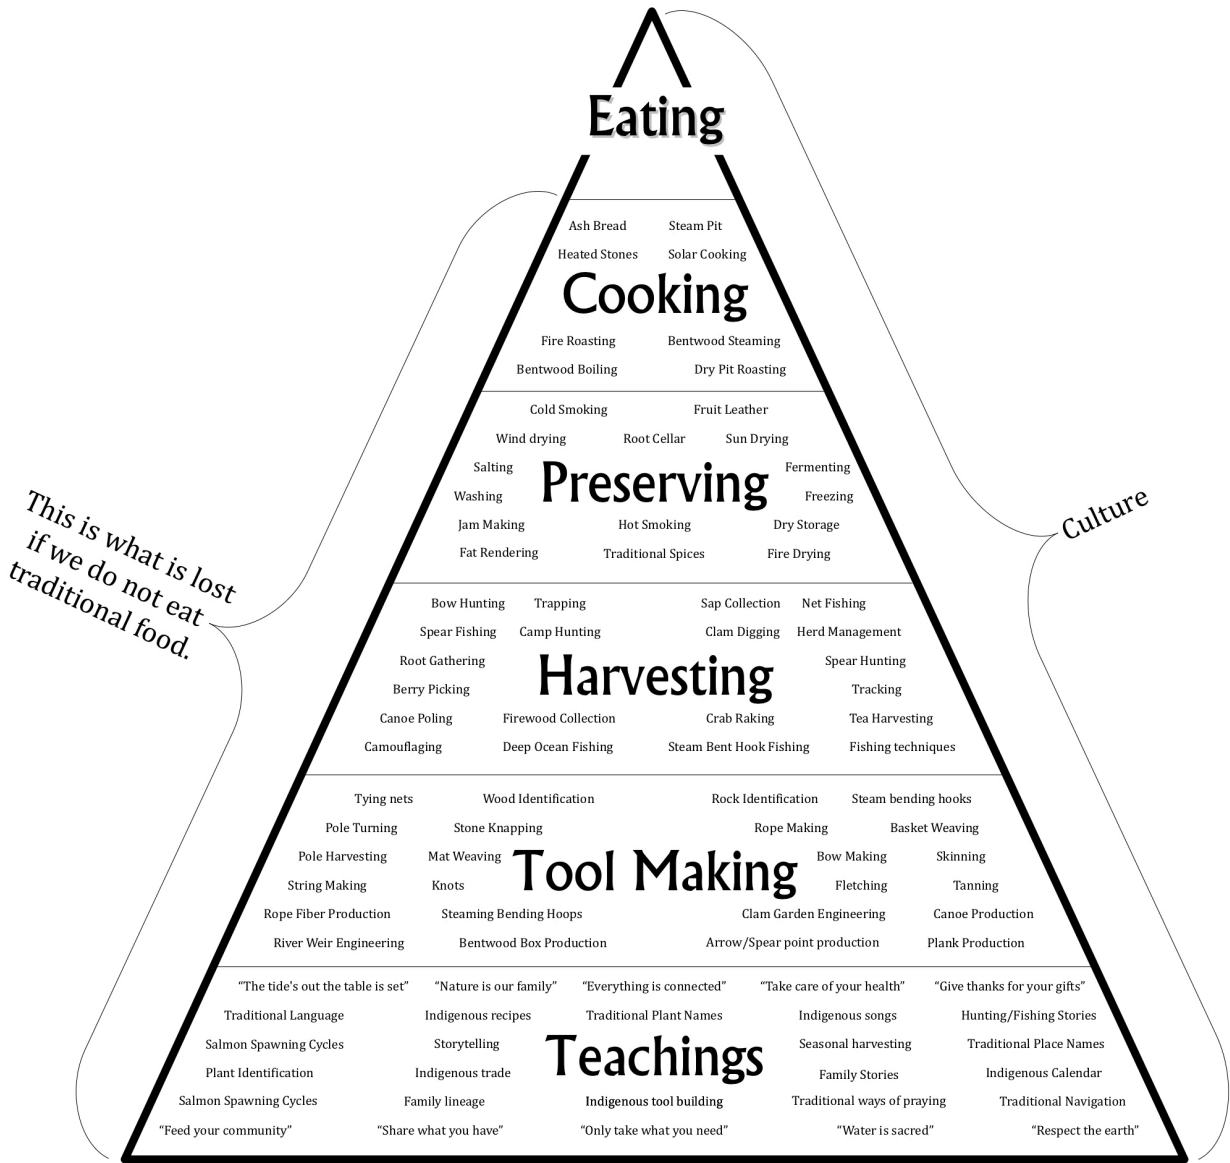 Eating
Ash Bread Steam Pit
Heated Stones Solar Cooking
Cooking
Fire Roasting Bentwood Steaming
Bentwood Boiling Dry Pit Roasting
Cold Smoking Fruit Leather
Wind drying Root Cellar Sun Drying
Salting Fermenting
Preserving
Washing Freezing
Jam Making Hot Smoking Dry Storage
Fat Rendering Traditional Spices Fire Drying
This is what is lost
if we do not eat
traditional food.
Culture
Bow Hunting Trapping Sap Collection Net Fishing
Spear Fishing Camp Hunting Clam Digging Herd Management
Root Gathering Spear Hunting
Harvesting
Berry Picking Tracking
Canoe Poling Firewood Collection Crab Raking Tea Harvesting
Camouflaging Deep Ocean Fishing Steam Bent Hook Fishing Fishing techniques
Tying nets Wood Identification Rock Identification Steam bending hooks
Pole Turning Stone Knapping Rope Making Basket Weaving
Pole Harvesting Mat Weaving Bow Making Skinning
Tool Making
String Making Knots Fletching Tanning
Rope Fiber Production Steaming Bending Hoops Clam Garden Engineering Canoe Production
River Weir Engineering Bentwood Box Production Arrow/Spear point production Plank Production
“The tide's out the table is set” “Nature is our family” “Everything is connected” “Take care of your health” “Give thanks for your gifts”
Traditional Language Indigenous recipes Traditional Plant Names Indigenous songs Hunting/Fishing Stories
Salmon Spawning Cycles Storytelling Seasonal harvesting Traditional Place Names
Teachings
Plant Identification Indigenous trade Family Stories Indigenous Calendar
Salmon Spawning Cycles Family lineage Indigenous tool building Traditional ways of praying Traditional Navigation
“Feed your community” “Share what you have” “Only take what you need” “Water is sacred” “Respect the earth”